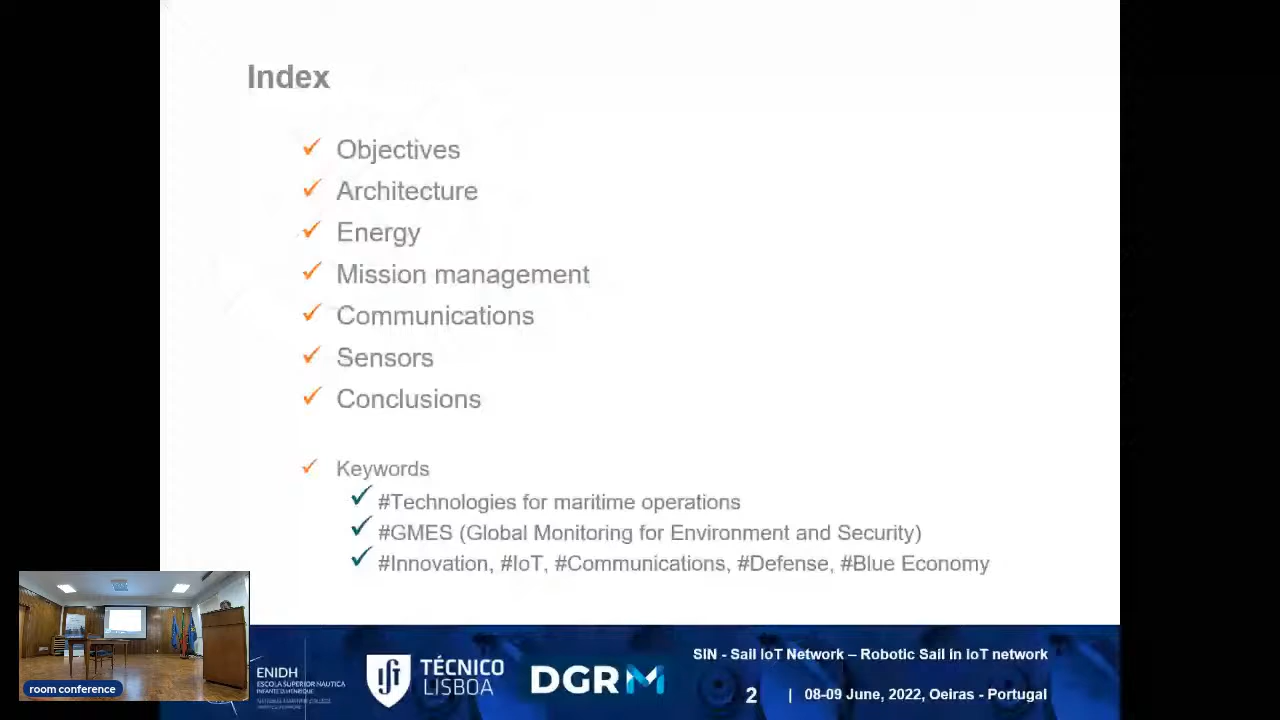 Index
✓ Objectives
✓ Architecture
✓ Energy
✓ Mission management
✓ Communications
✓ Sensors
✓ Conclusions
✓ Keywords
✓ #Technologies for maritime operations
✓ #GMES (Global Monitoring for Environment and Security)
✓ #Innovation, #IoT, #Communications, #Defense, #Blue Economy
room conference
ENIDH
ESCOLA SUPERIOR NÁUTICA
INFANTE D. HENRIQUE
TÉCNICO
LISBOA
DGRM
SIN - Sail IoT Network – Robotic Sail in IoT network
2 | 08-09 June, 2022, Oeiras - Portugal